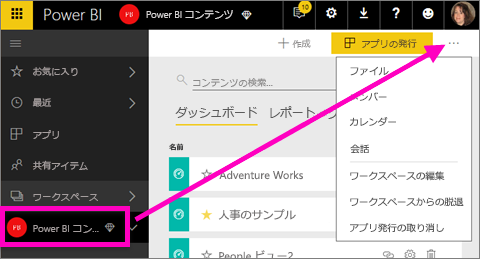 Power BI
PB
Power BI コンテンツ
10
?
作成
アプリの発行
...
お気に入り
最近
アプリ
共有アイテム
ワークスペース
PB
Power BI コン...
コンテンツの検索...
ダッシュボード
レポート
名前
Adventure Works
人事のサンプル
People ビュー2
ファイル
メンバー
カレンダー
会話
ワークスペースの編集
ワークスペースからの脱退
アプリ発行の取り消し